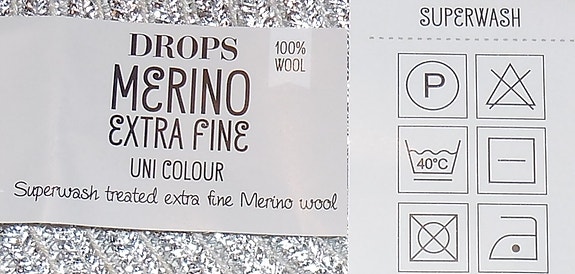 DROPS
100%
WOOL
MERINO
EXTRA FINE
UNI COLOUR
Superwash treated extra fine Merino wool
SUPERWASH
P
40°C